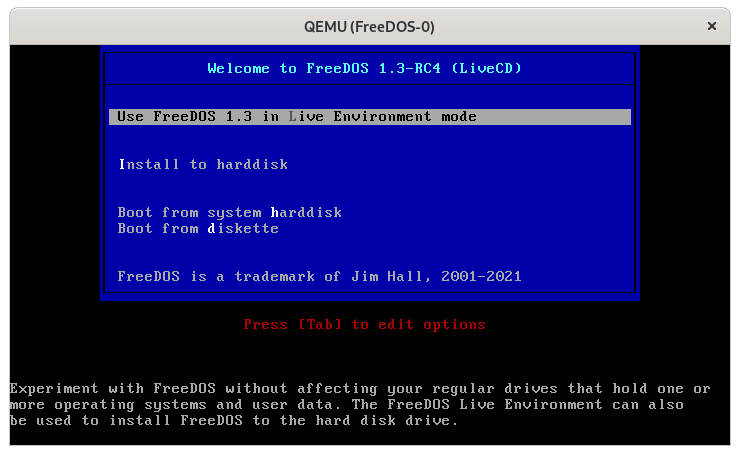 QEMU (FreeDOS-0)
×
Welcome to FreeDOS 1.3-RC4 (LiveCD)
Use FreeDOS 1.3 in Live Environment mode
Install to harddisk
Boot from system harddisk
Boot from diskette
FreeDOS is a trademark of Jim Hall, 2001-2021
Press [Tab] to edit options
Experiment with FreeDOS without affecting your regular drives that hold one or
more operating systems and user data. The FreeDOS Live Environment can also
be used to install FreeDOS to the hard disk drive.